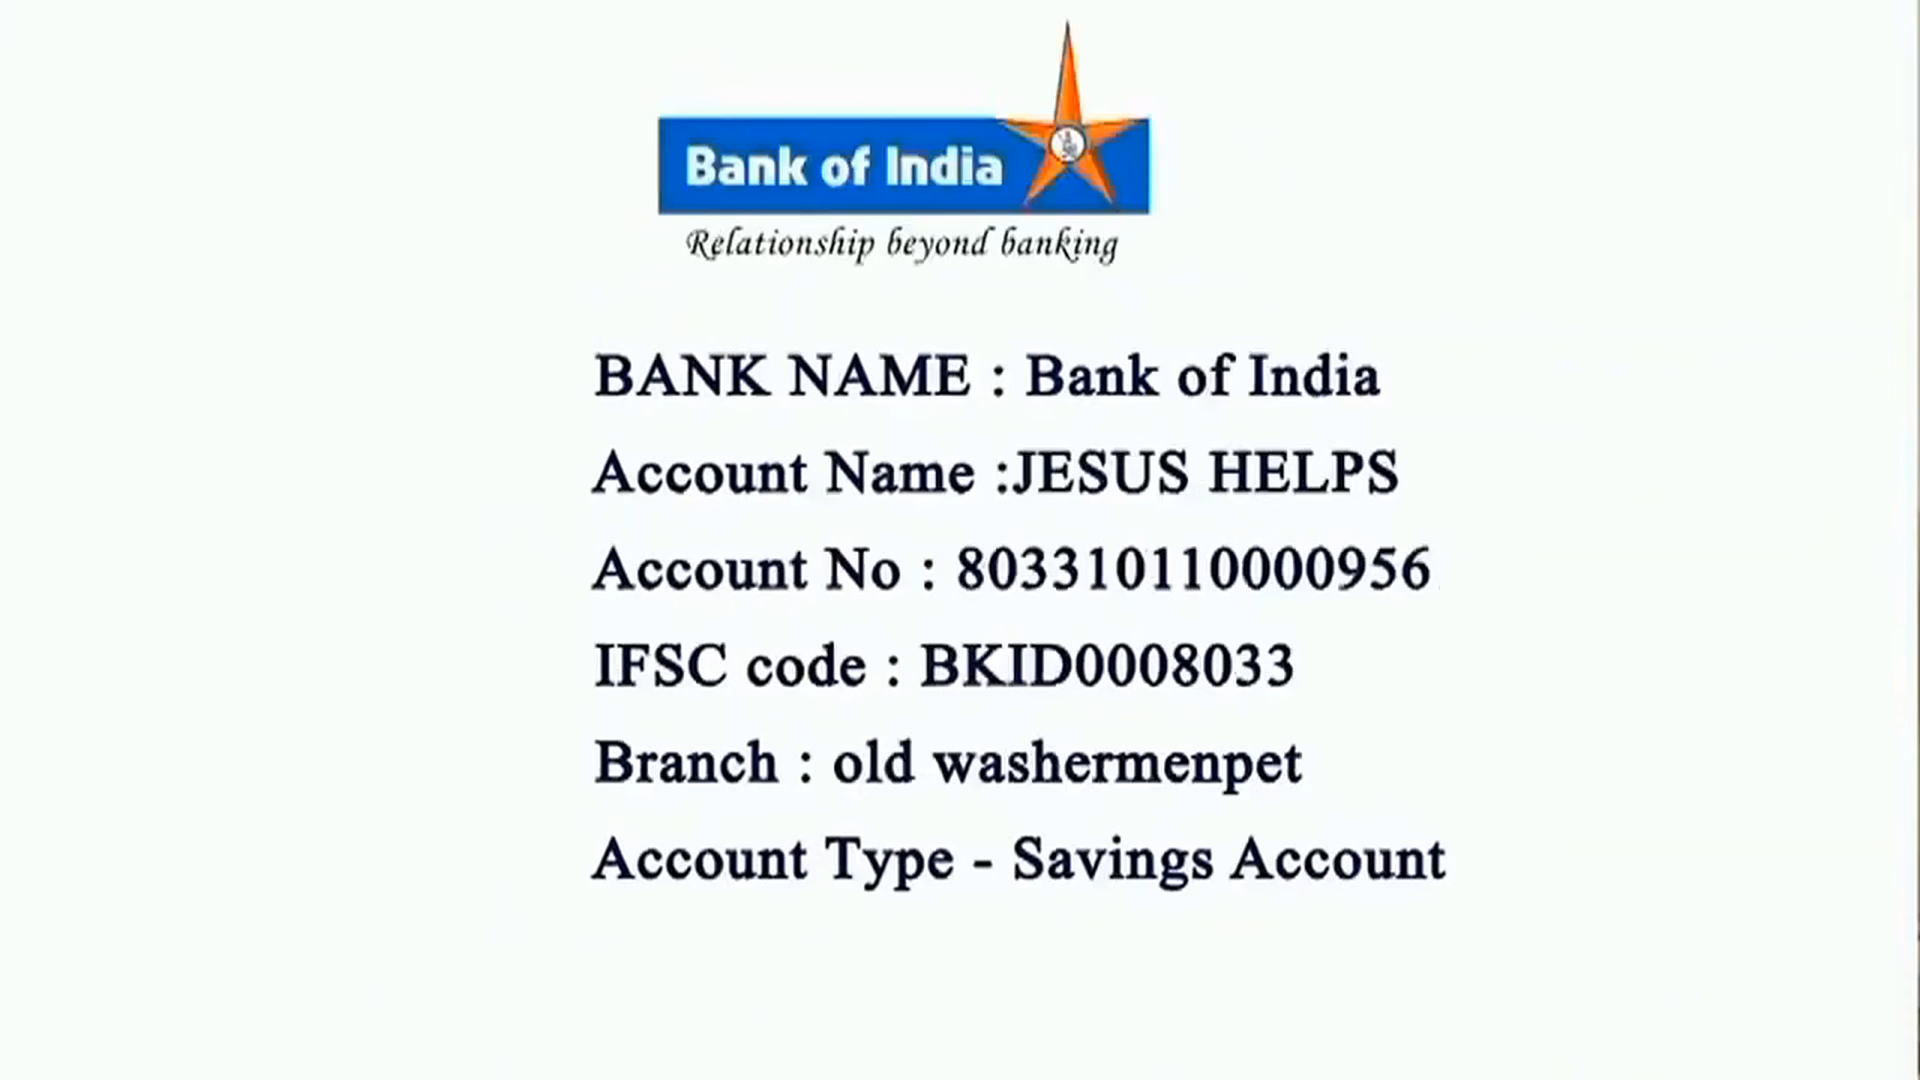 Bank of India
Relationship beyond banking
BANK NAME : Bank of India
Account Name :JESUS HELPS
Account No : 803310110000956
IFSC code : BKID0008033
Branch : old washermenpet
Account Type - Savings Account